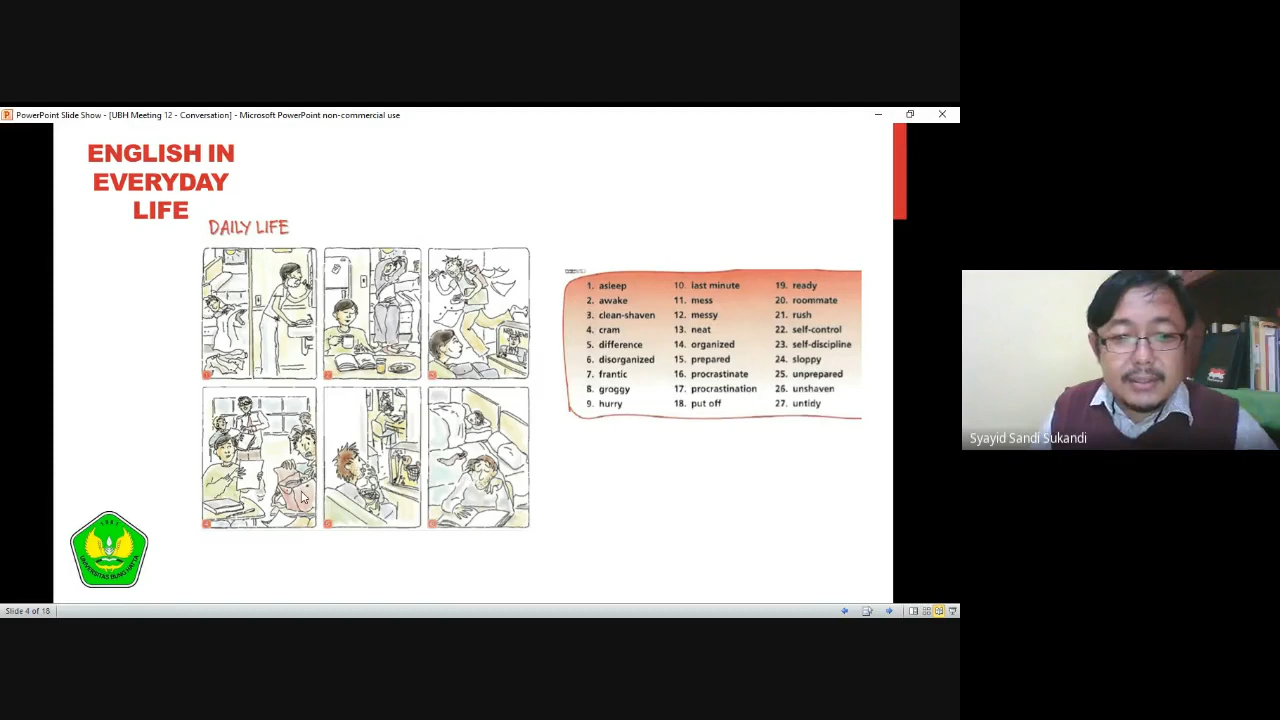 PowerPoint Slide Show - [UBH Meeting 12 - Conversation] - Microsoft PowerPoint non-commercial use
ENGLISH IN
EVERYDAY
LIFE
DAILY LIFE
1. asleep
2. awake
3. clean-shaven
4. cram
5. difference
6. disorganized
7. frantic
8. groggy
9. hurry
10. last minute
11. mess
12. messy
13. neat
14. organized
15. prepared
16. procrastinate
17. procrastination
18. put off
19. ready
20. roommate
21. rush
22. self-control
23. self-discipline
24. sloppy
25. unprepared
26. unshaven
27. untidy
1981
UNIVERSITAS BUNG HATTA
Slide 4 of 18
Syayid Sandi Sukandi